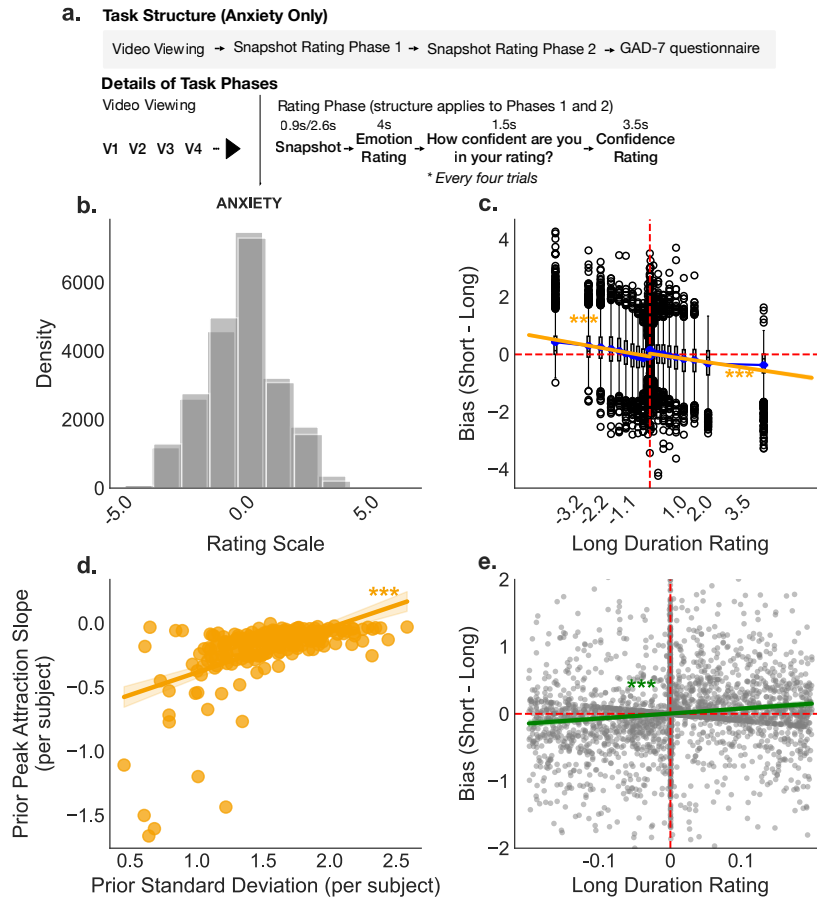 a. Task Structure (Anxiety Only)
Video Viewing → Snapshot Rating Phase 1 → Snapshot Rating Phase 2 → GAD-7 questionnaire
Details of Task Phases
Video Viewing
Rating Phase (structure applies to Phases 1 and 2)
V1 V2 V3 V4 ...
0.9s/2.6s 4s 1.5s 3.5s
Snapshot → Emotion Rating → How confident are you in your rating? → Confidence Rating
* Every four trials
b.
ANXIETY
Density
6000
4000
2000
0
-5.0 0.0 5.0
Rating Scale
c.
Bias (Short - Long)
4
2
0
−2
−4
***
***
-3.2 -2.2 -1.1 1.0 2.0 3.5
Long Duration Rating
d.
Prior Peak Attraction Slope
(per subject)
0.0
−0.5
−1.0
−1.5
***
0.5 1.0 1.5 2.0 2.5
Prior Standard Deviation (per subject)
e.
Bias (Short - Long)
2
1
0
−1
−2
***
-0.1 0 0.1
Long Duration Rating